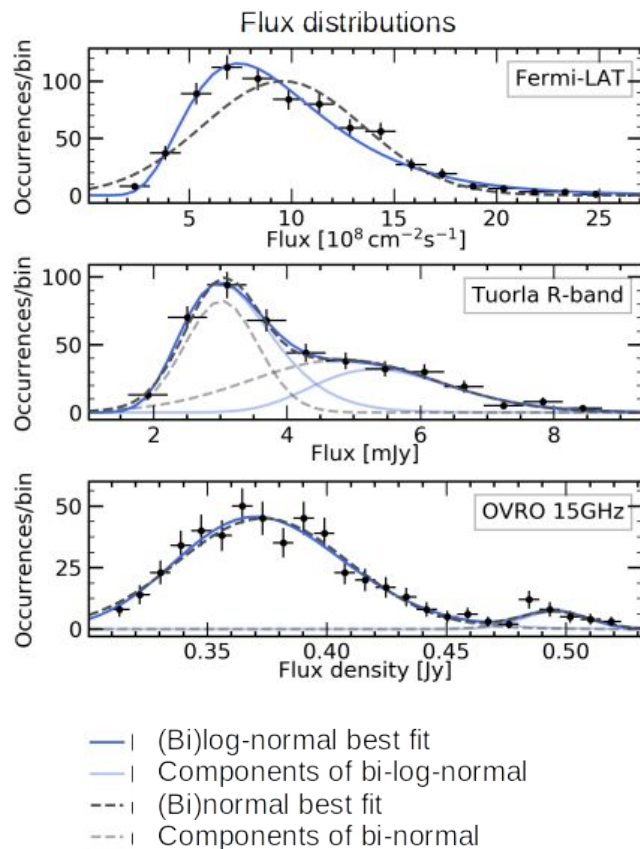 Flux distributions
Occurrences/bin
100
50
0
Fermi-LAT
5 10 15 20 25
Flux [10⁸ cm⁻²s⁻¹]
Occurrences/bin
100
50
0
Tuorla R-band
2 4 6 8
Flux [mJy]
Occurrences/bin
50
25
0
OVRO 15GHz
0.35 0.40 0.45 0.50
Flux density [Jy]
(Bi)log-normal best fit
Components of bi-log-normal
(Bi)normal best fit
Components of bi-normal